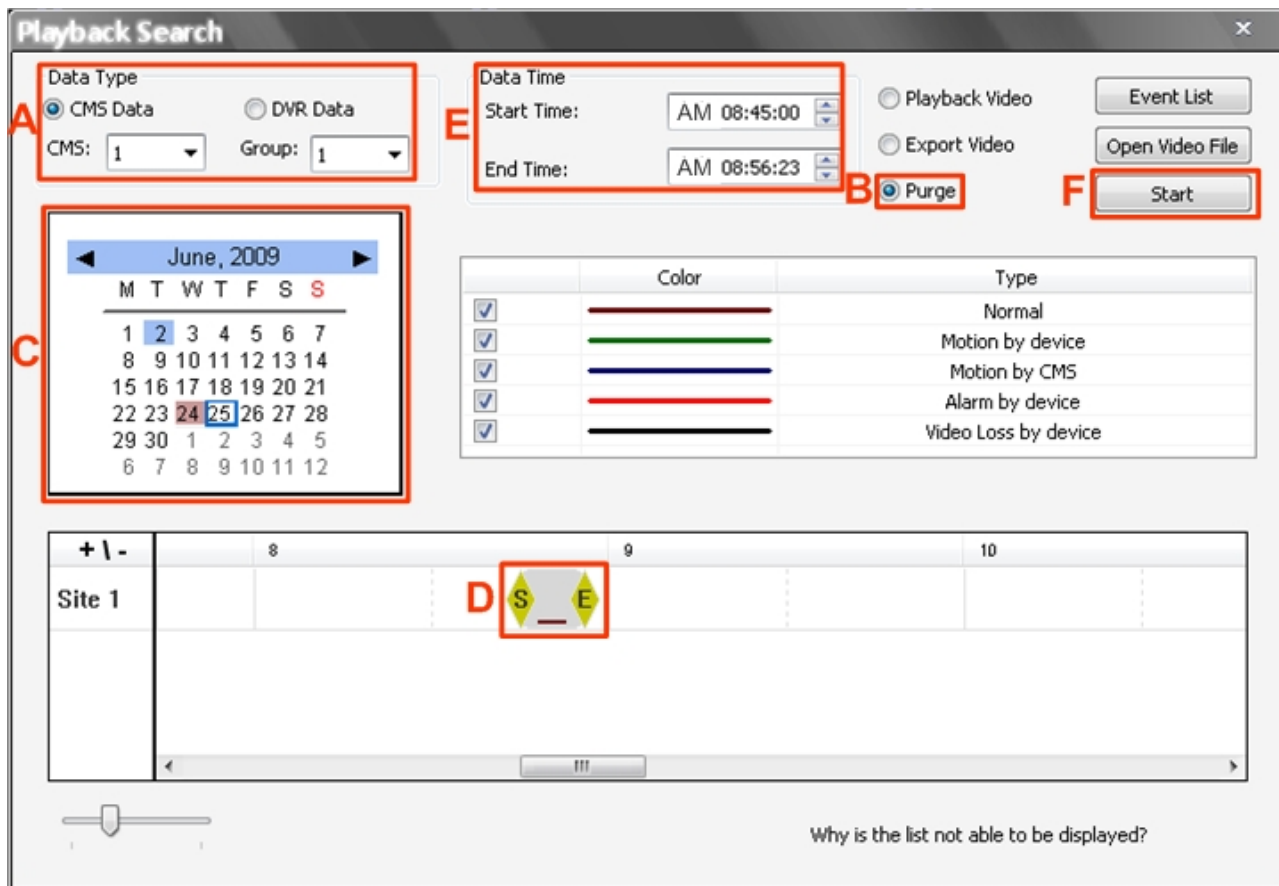 Playback Search
Data Type
A
CMS Data
DVR Data
CMS: 1
Group: 1
Data Time
E
Start Time: AM 08:45:00
End Time: AM 08:56:23
Playback Video
Export Video
B
Purge
Event List
Open Video File
F
Start
C
June, 2009
M T W T F S S
1 2 3 4 5 6 7
8 9 10 11 12 13 14
15 16 17 18 19 20 21
22 23 24 25 26 27 28
29 30 1 2 3 4 5
6 7 8 9 10 11 12
Color Type
Normal
Motion by device
Motion by CMS
Alarm by device
Video Loss by device
+ \ - 8 9 10
Site 1
D
S E
Why is the list not able to be displayed?